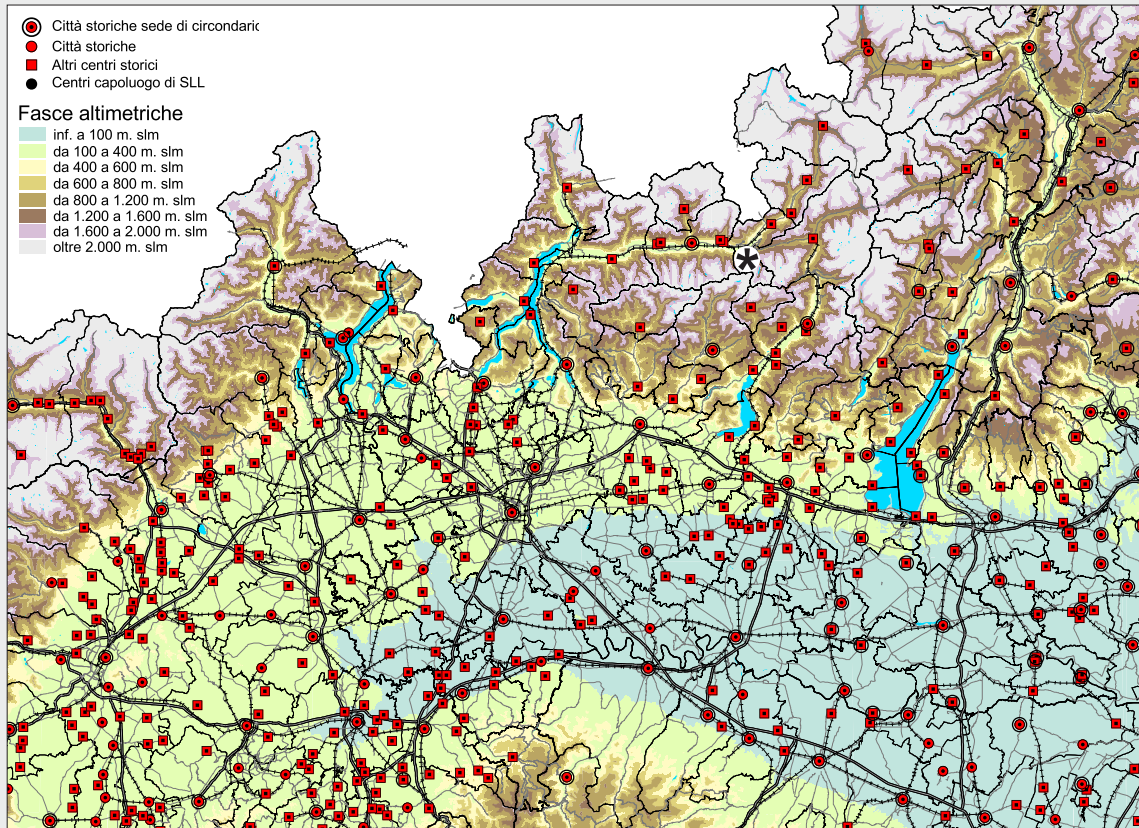 Città storiche sede di circondaric
Città storiche
Altri centri storici
Centri capoluogo di SLL
Fasce altimetriche
inf. a 100 m. slm
da 100 a 400 m. slm
da 400 a 600 m. slm
da 600 a 800 m. slm
da 800 a 1.200 m. slm
da 1.200 a 1.600 m. slm
da 1.600 a 2.000 m. slm
oltre 2.000 m. slm
*